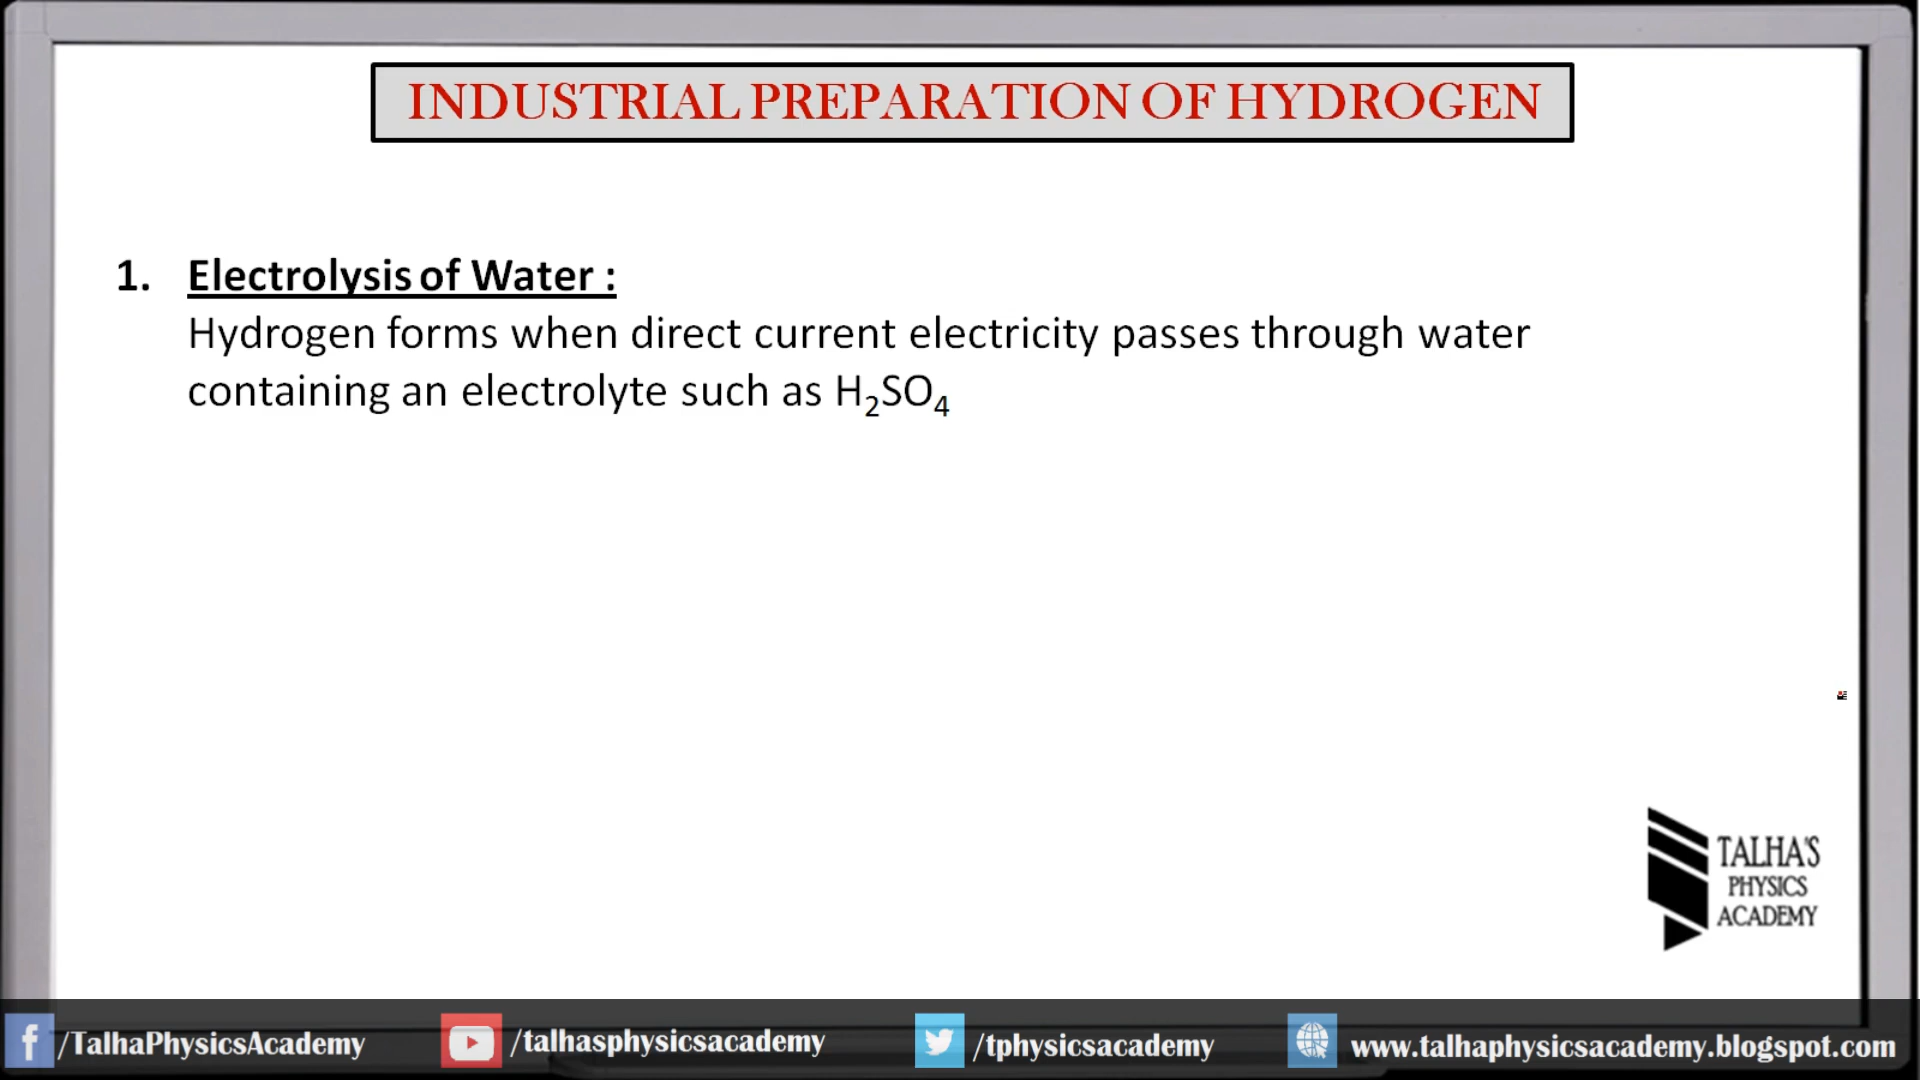 INDUSTRIAL PREPARATION OF HYDROGEN
1. Electrolysis of Water :
Hydrogen forms when direct current electricity passes through water
containing an electrolyte such as H₂SO₄
TALHA'S
PHYSICS
ACADEMY
/TalhaPhysicsAcademy
/talhasphysicsacademy
/tphysicsacademy
www.talhaphysicsacademy.blogspot.com